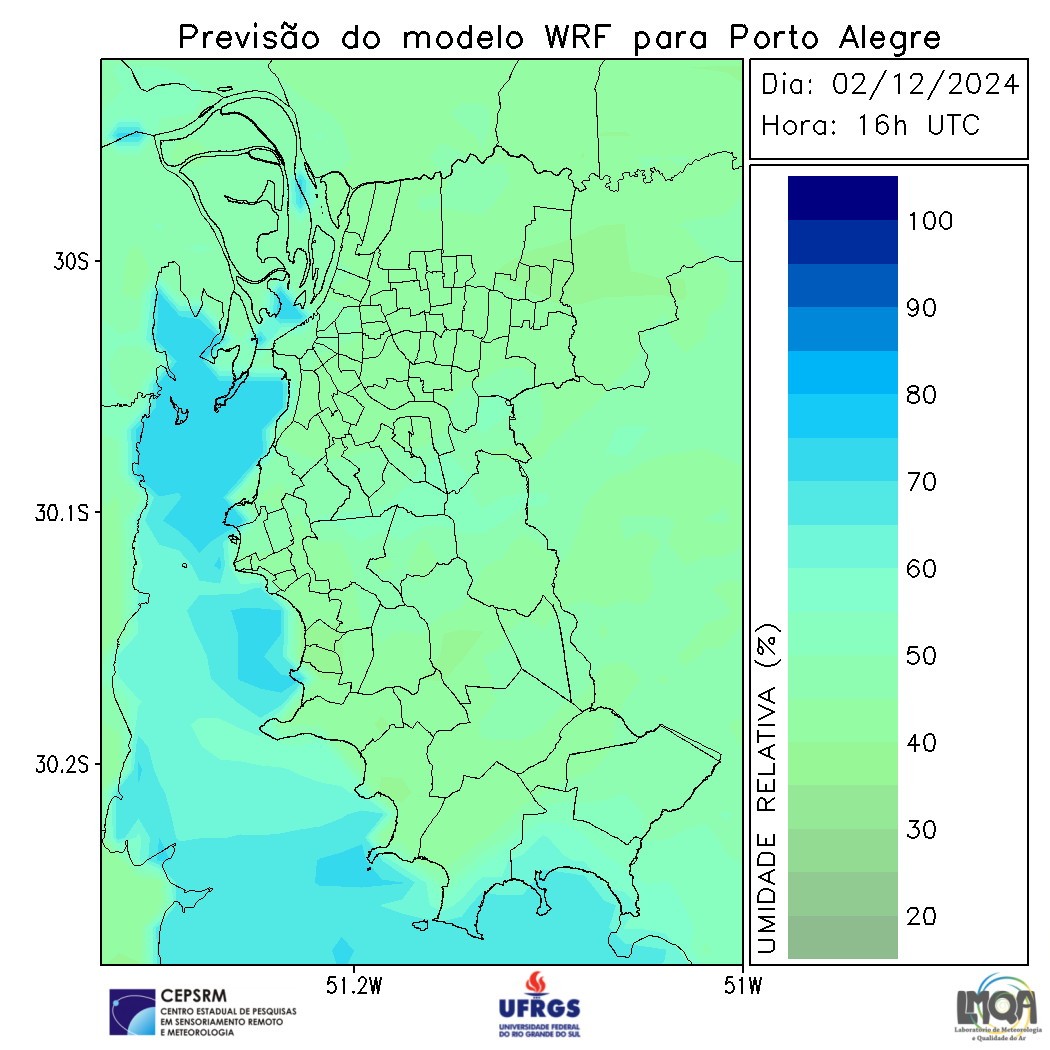 Previsão do modelo WRF para Porto Alegre
Dia: 02/12/2024
Hora: 16h UTC
30S
30.1S
30.2S
51.2W
51W
UMIDADE RELATIVA (%)
100
90
80
70
60
50
40
30
20
CEPSRM
CENTRO ESTADUAL DE PESQUISAS
EM SENSORIAMENTO REMOTO
E METEOROLOGIA
UFRGS
UNIVERSIDADE FEDERAL
DO RIO GRANDE DO SUL
LMQA
Laboratório de Meteorologia
e Qualidade do Ar